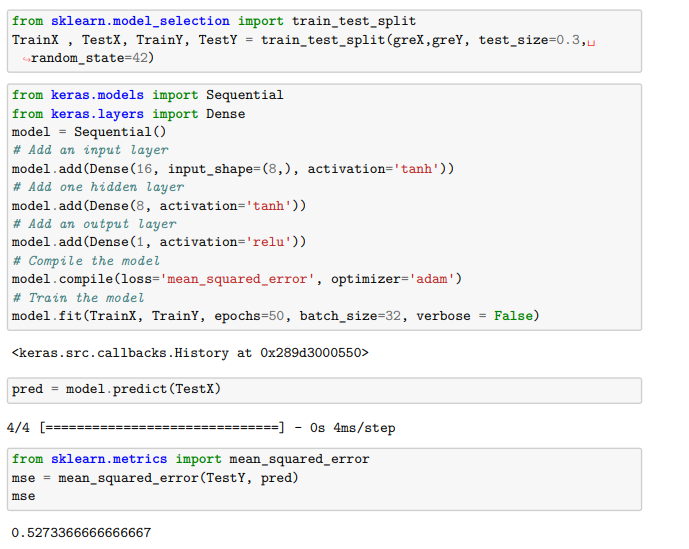 from sklearn.model_selection import train_test_split
TrainX , TestX, TrainY, TestY = train_test_split(greX,greY, test_size=0.3,␣
↪random_state=42)
from keras.models import Sequential
from keras.layers import Dense
model = Sequential()
# Add an input layer
model.add(Dense(16, input_shape=(8,), activation='tanh'))
# Add one hidden layer
model.add(Dense(8, activation='tanh'))
# Add an output layer
model.add(Dense(1, activation='relu'))
# Compile the model
model.compile(loss='mean_squared_error', optimizer='adam')
# Train the model
model.fit(TrainX, TrainY, epochs=50, batch_size=32, verbose = False)
<keras.src.callbacks.History at 0x289d3000550>
pred = model.predict(TestX)
4/4 [==============================] - 0s 4ms/step
from sklearn.metrics import mean_squared_error
mse = mean_squared_error(TestY, pred)
mse
0.5273366666666667